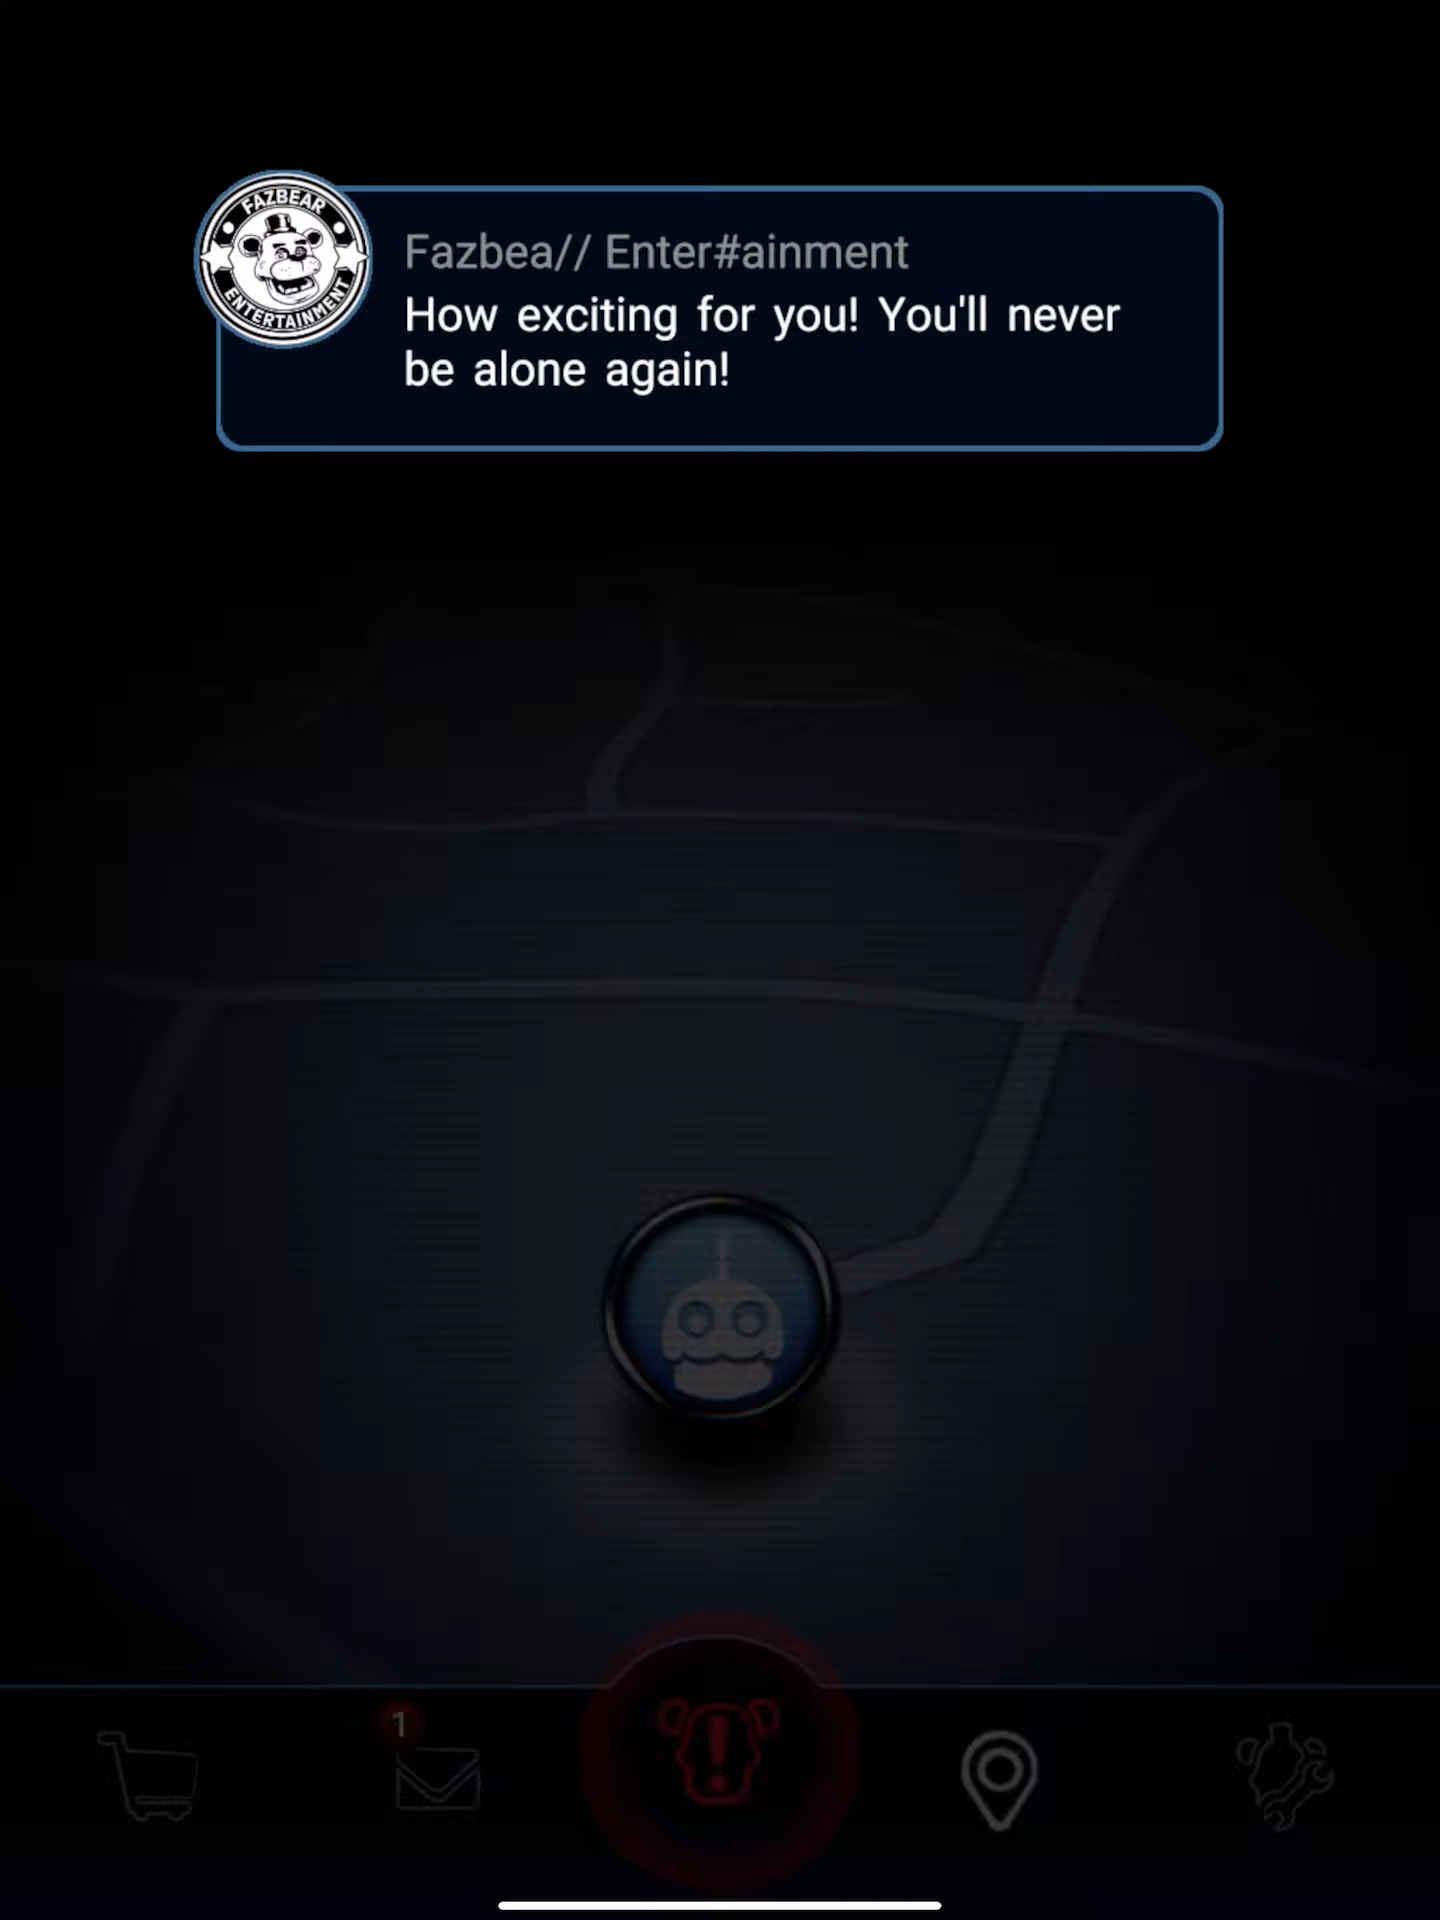 FAZBEAR
ENTERTAINMENT
Fazbea// Enter#ainment
How exciting for you! You'll never
be alone again!
1